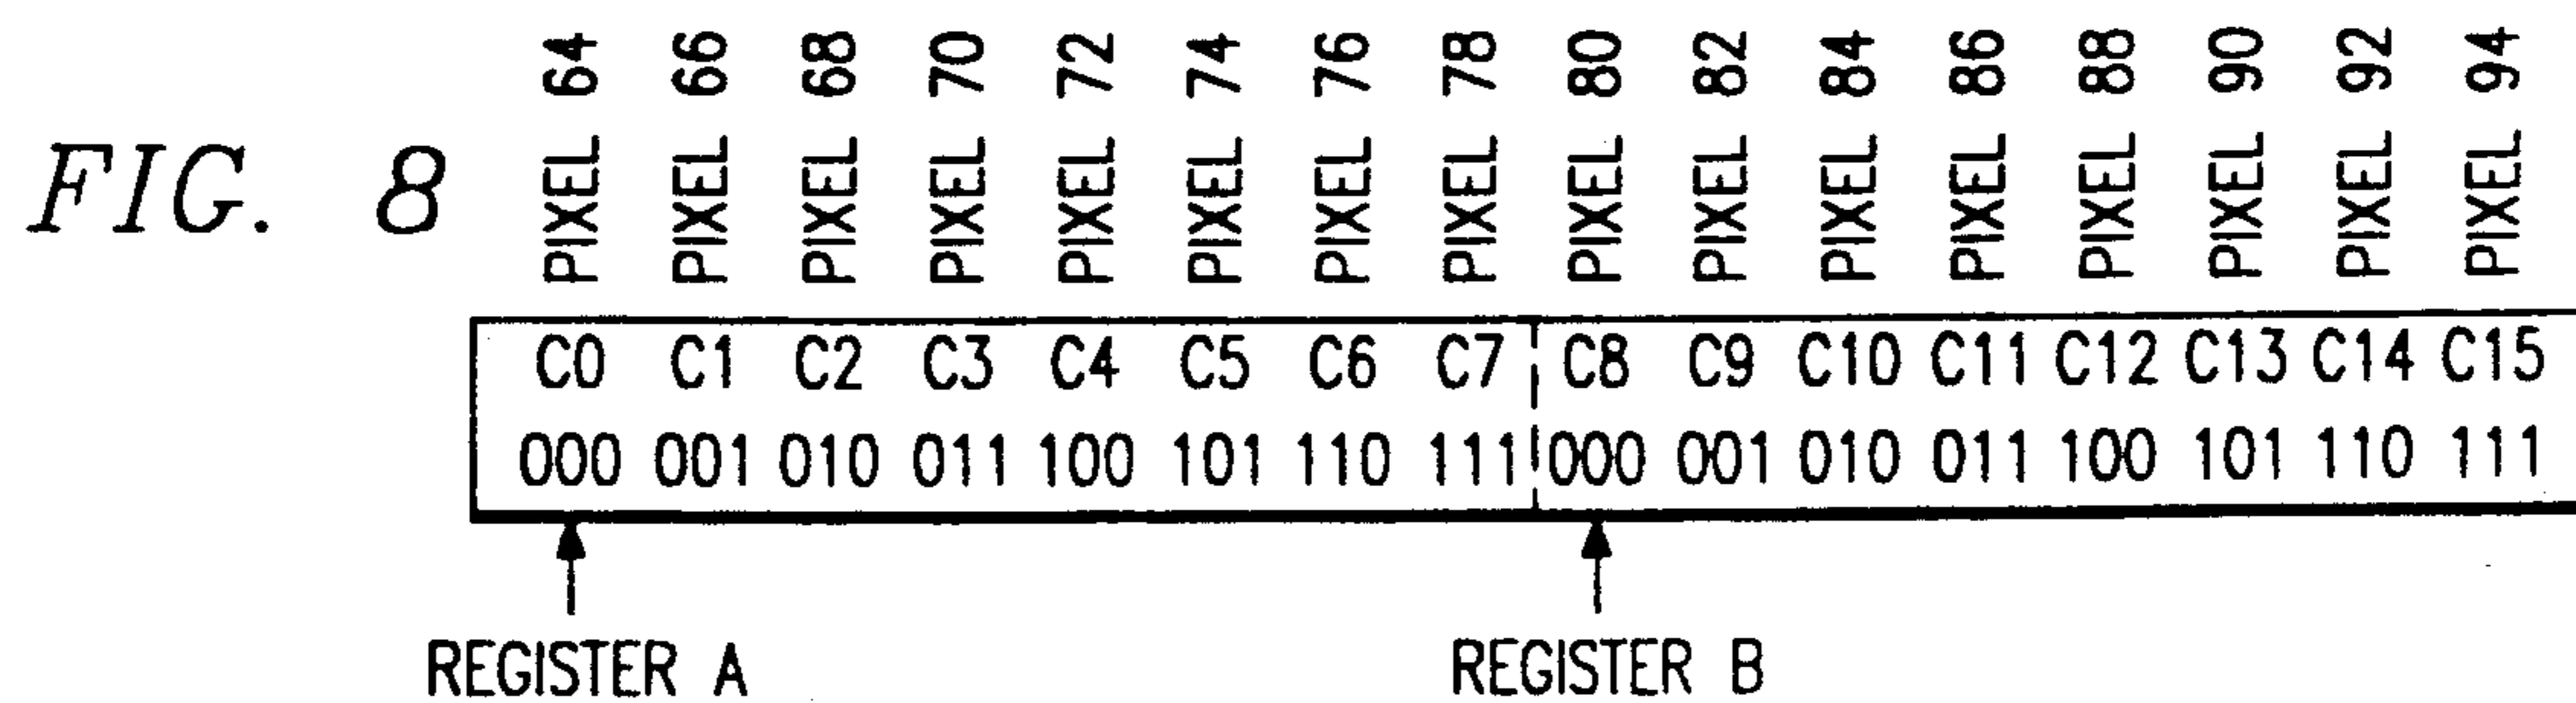 FIG. 8
PIXEL 64 PIXEL 66 PIXEL 68 PIXEL 70 PIXEL 72 PIXEL 74 PIXEL 76 PIXEL 78 PIXEL 80 PIXEL 82 PIXEL 84 PIXEL 86 PIXEL 88 PIXEL 90 PIXEL 92 PIXEL 94
C0 C1 C2 C3 C4 C5 C6 C7 C8 C9 C10 C11 C12 C13 C14 C15
000 001 010 011 100 101 110 111 000 001 010 011 100 101 110 111
REGISTER A REGISTER B